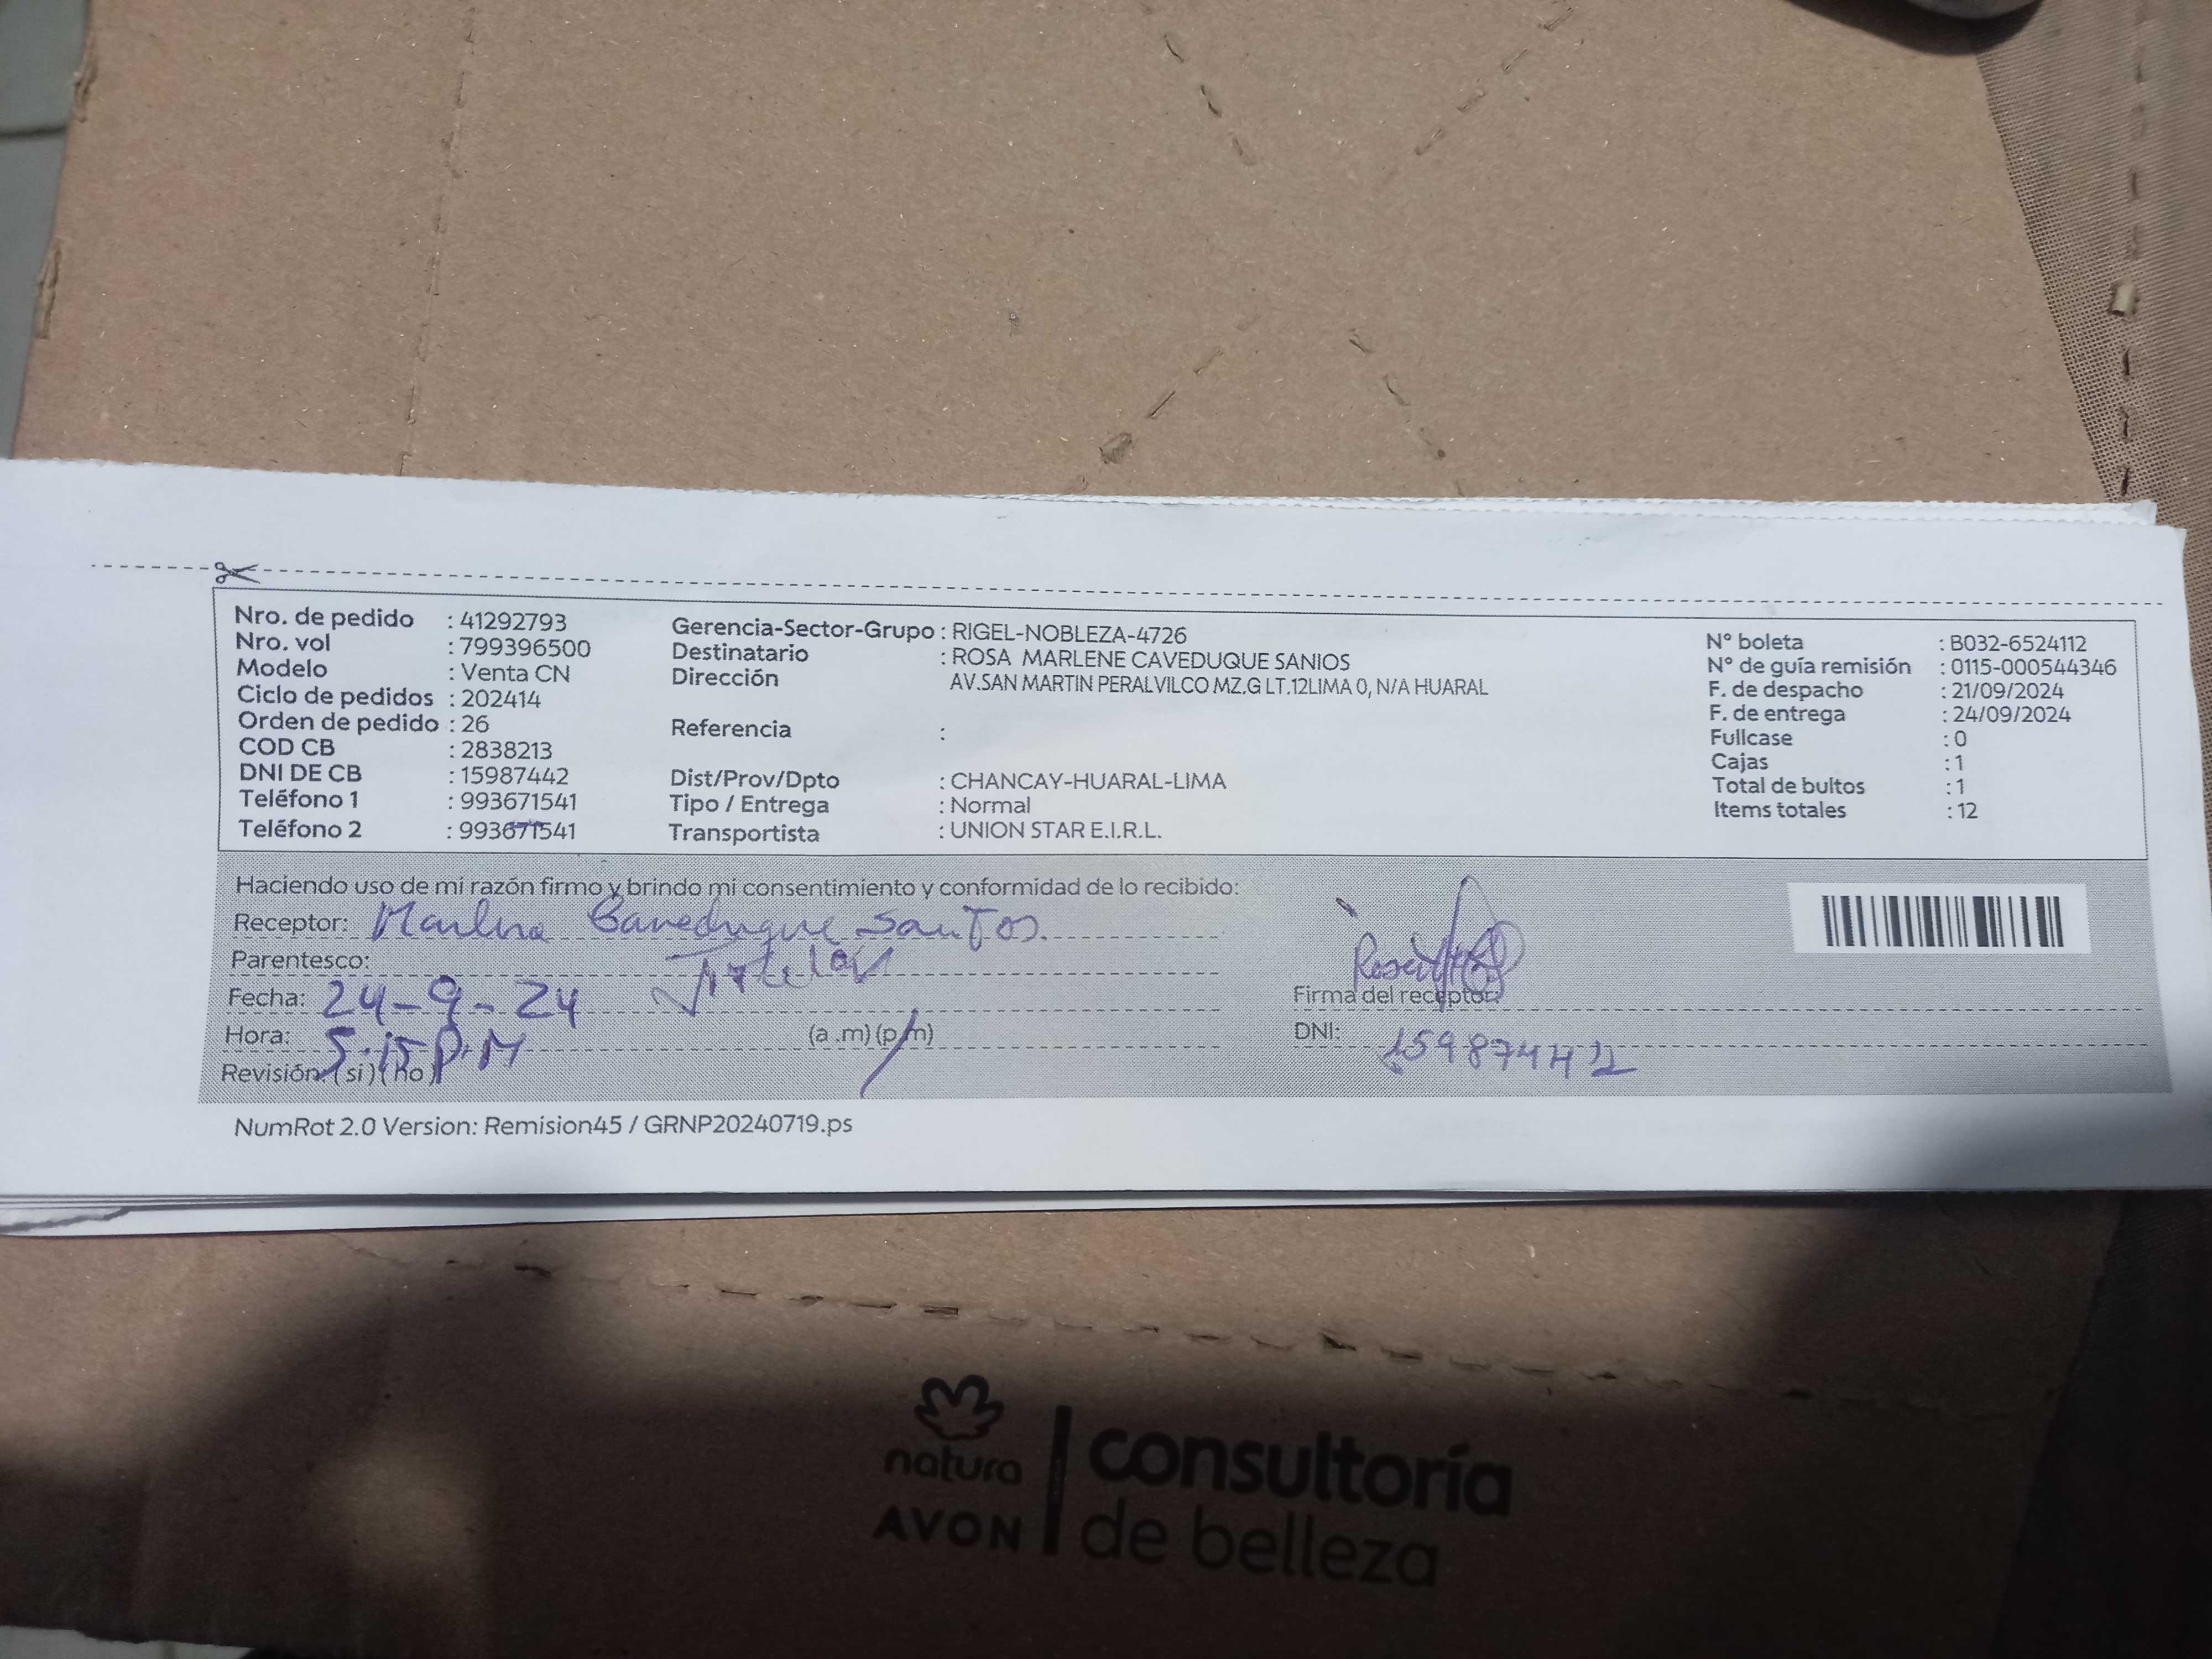 Nro. de pedido : 41292793
Nro. vol : 799396500
Modelo : Venta CN
Ciclo de pedidos : 202414
Orden de pedido : 26
COD CB : 2838213
DNI DE CB : 15987442
Teléfono 1 : 993671541
Teléfono 2 : 993671541
Gerencia-Sector-Grupo : RIGEL-NOBLEZA-4726
Destinatario : ROSA MARLENE CAVEDUQUE SANIOS
Dirección AV.SAN MARTIN PERALVILCO MZ.G LT.12LIMA 0, N/A HUARAL
Referencia :
Dist/Prov/Dpto : CHANCAY-HUARAL-LIMA
Tipo / Entrega : Normal
Transportista : UNION STAR E.I.R.L.
N° boleta : B032-6524112
N° de guía remisión : 0115-000544346
F. de despacho : 21/09/2024
F. de entrega : 24/09/2024
Fullcase : 0
Cajas : 1
Total de bultos : 1
Items totales : 12
Haciendo uso de mi razón firmo y brindo mi consentimiento y conformidad de lo recibido:
Receptor: Marlene Caveduque Santos.
Parentesco: Titular
Fecha: 24-9-24
Hora: 5:15 P.M (a .m) (p/m)
Revisión: (si) (no)
Firma del receptor:
DNI: 15987442
NumRot 2.0 Version: Remision45 / GRNP20240719.ps
natura
AVON
consultoría
de belleza